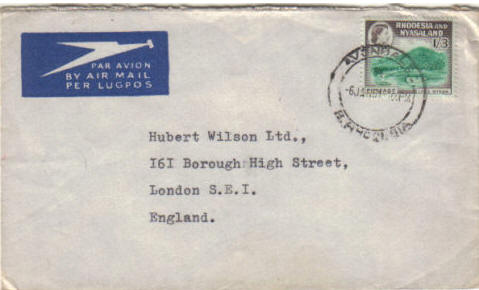 PAR AVION
BY AIR MAIL
PER LUGPOS
RHODESIA AND
NYASALAND
1/3
Hubert Wilson Ltd.,
I6I Borough High Street,
London S.E.I.
England.